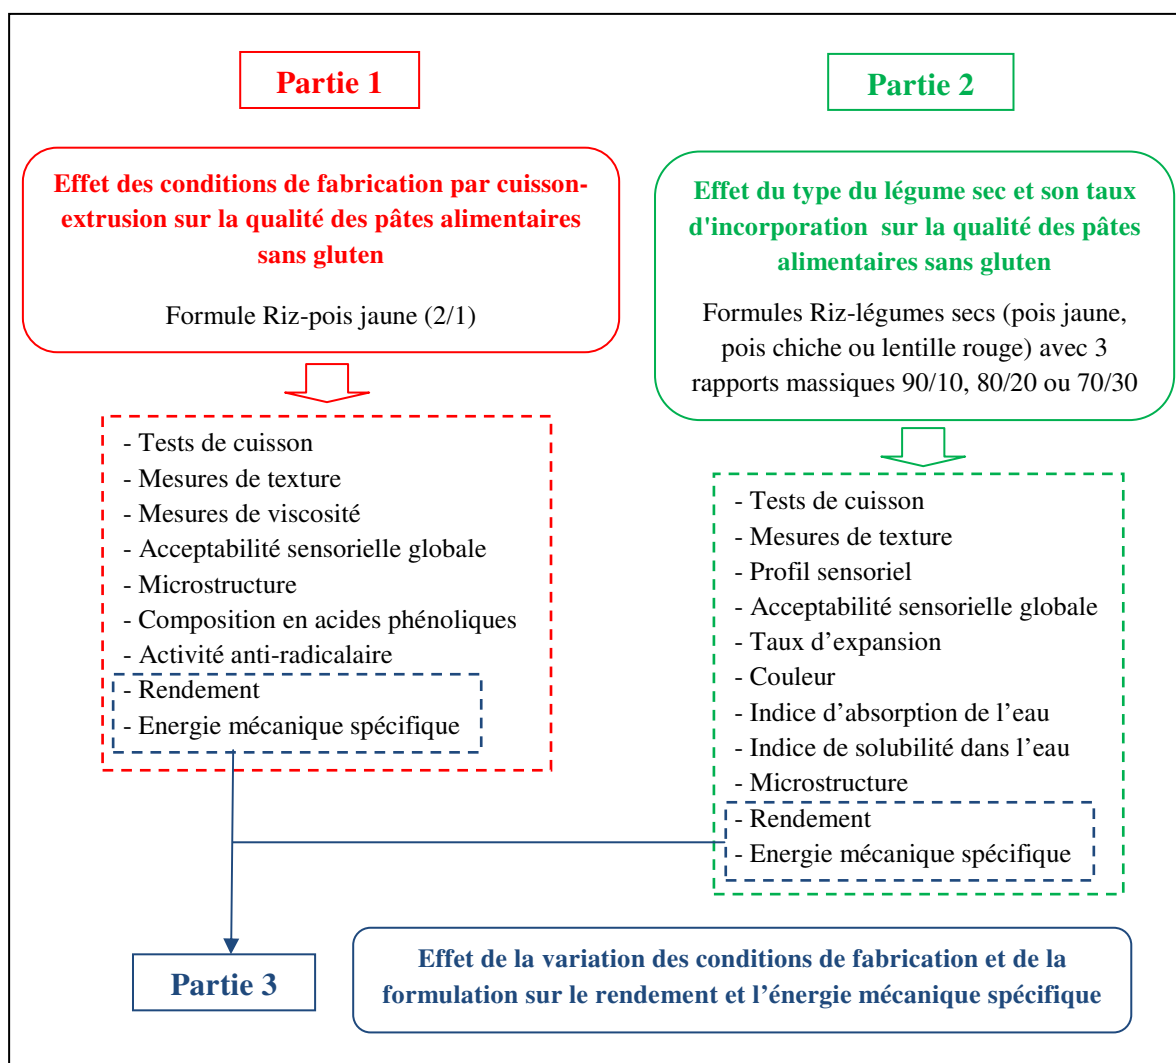 Partie 1
Effet des conditions de fabrication par cuisson-
extrusion sur la qualité des pâtes alimentaires
sans gluten
Formule Riz-pois jaune (2/1)
- Tests de cuisson
- Mesures de texture
- Mesures de viscosité
- Acceptabilité sensorielle globale
- Microstructure
- Composition en acides phénoliques
- Activité anti-radicalaire
- Rendement
- Energie mécanique spécifique
Partie 2
Effet du type du légume sec et son taux
d'incorporation sur la qualité des pâtes
alimentaires sans gluten
Formules Riz-légumes secs (pois jaune,
pois chiche ou lentille rouge) avec 3
rapports massiques 90/10, 80/20 ou 70/30
- Tests de cuisson
- Mesures de texture
- Profil sensoriel
- Acceptabilité sensorielle globale
- Taux d’expansion
- Couleur
- Indice d’absorption de l’eau
- Indice de solubilité dans l’eau
- Microstructure
- Rendement
- Energie mécanique spécifique
Partie 3
Effet de la variation des conditions de fabrication et de la
formulation sur le rendement et l’énergie mécanique spécifique